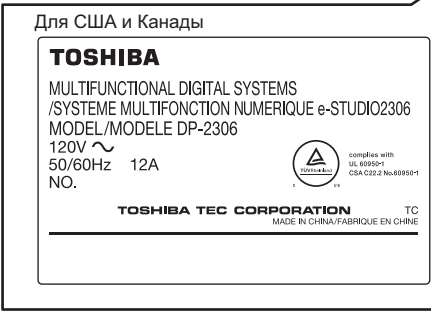 Для США и Канады
TOSHIBA
MULTIFUNCTIONAL DIGITAL SYSTEMS
/SYSTEME MULTIFONCTION NUMERIQUE e-STUDIO2306
MODEL/MODELE DP-2306
120V ∿
50/60Hz 12A
NO.
TÜVRheinland
C US
complies with
UL 60950-1
CSA C22.2 No.60950-1
TOSHIBA TEC CORPORATION TC
MADE IN CHINA/FABRIQUE EN CHINE